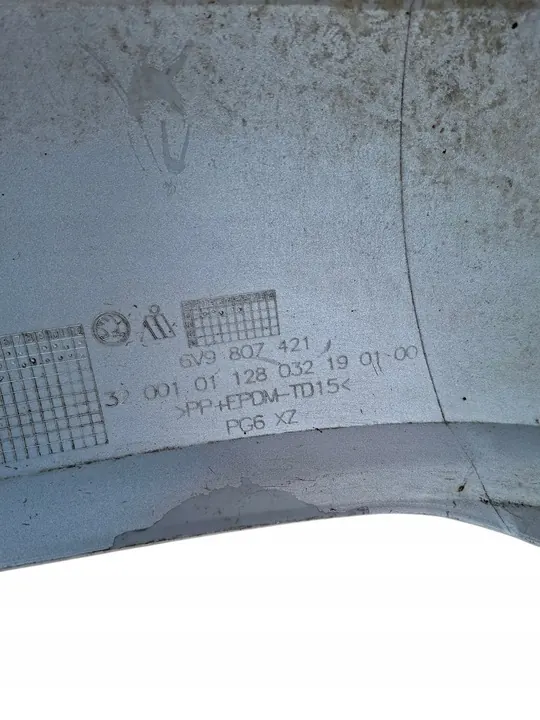 6V9 807 421
32 001 01 128 032 19 01 00
>PP+EPDM-TD15<
PG6 XZ